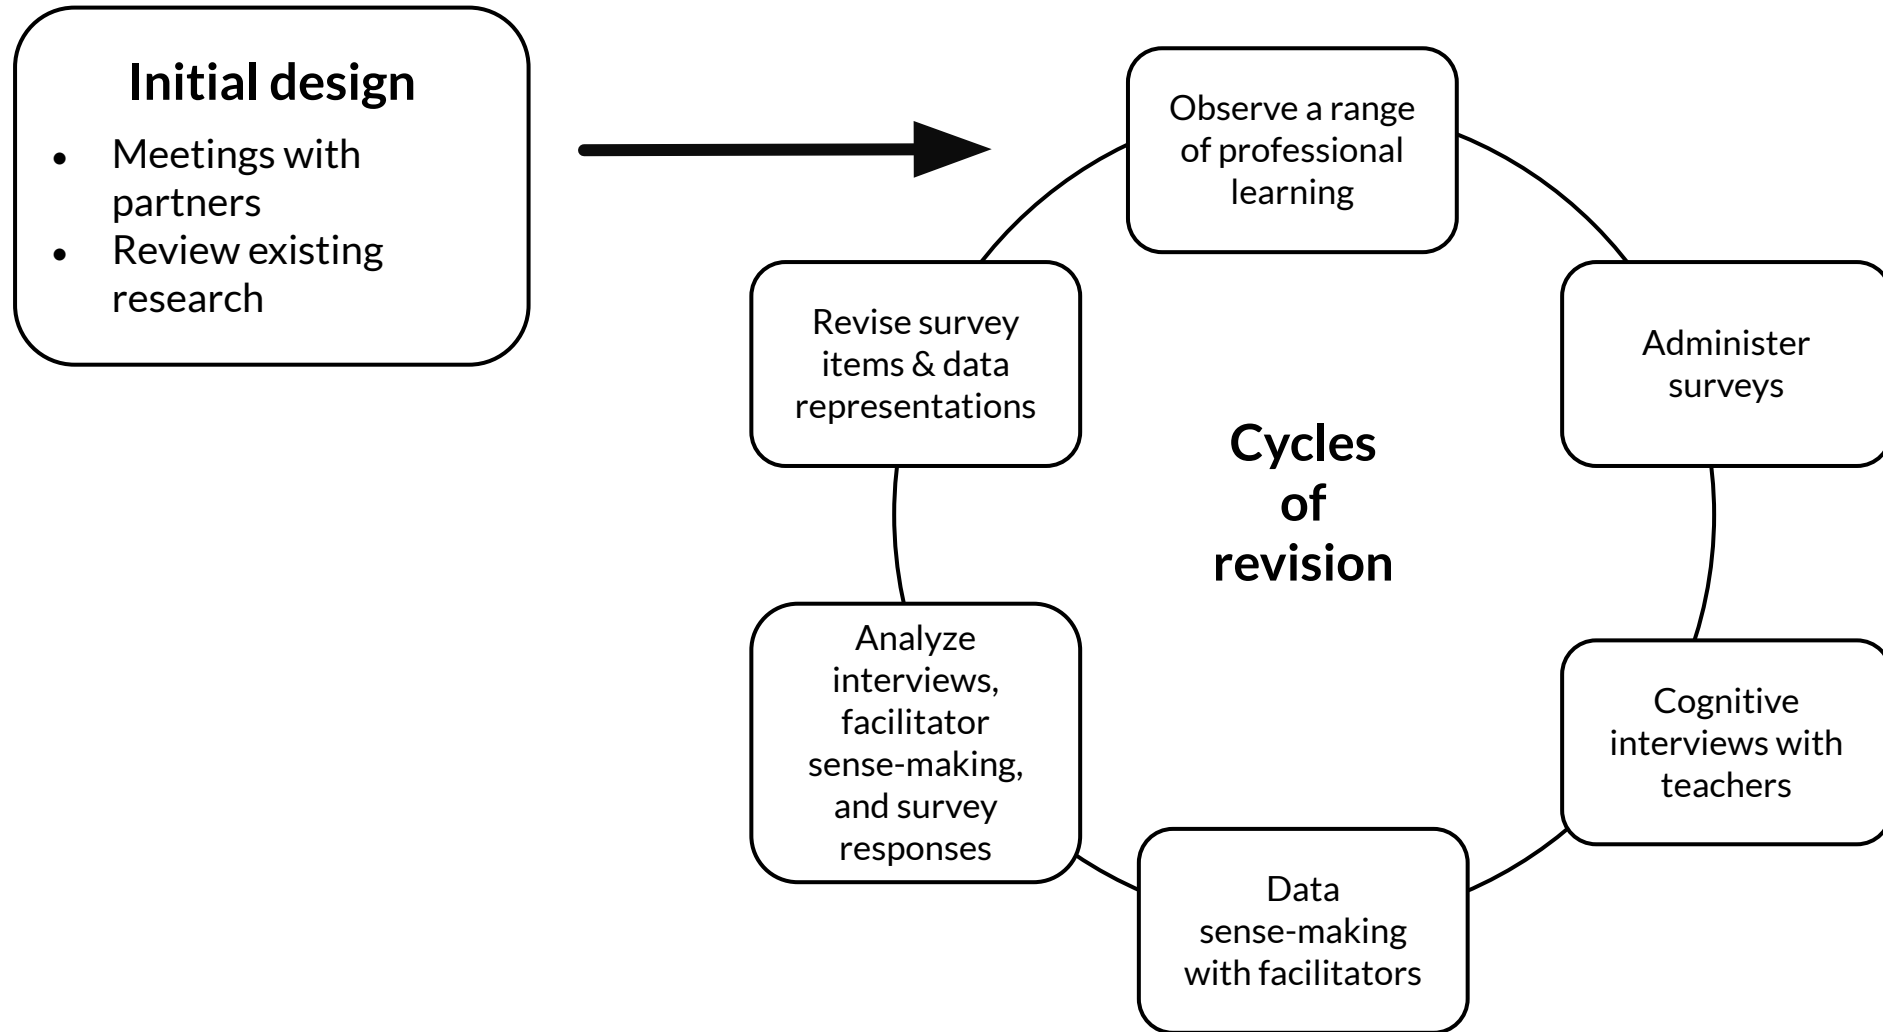 Initial design
• Meetings with
partners
• Review existing
research
Observe a range
of professional
learning
Administer
surveys
Cognitive
interviews with
teachers
Data
sense-making
with facilitators
Analyze
interviews,
facilitator
sense-making,
and survey
responses
Revise survey
items & data
representations
Cycles
of
revision